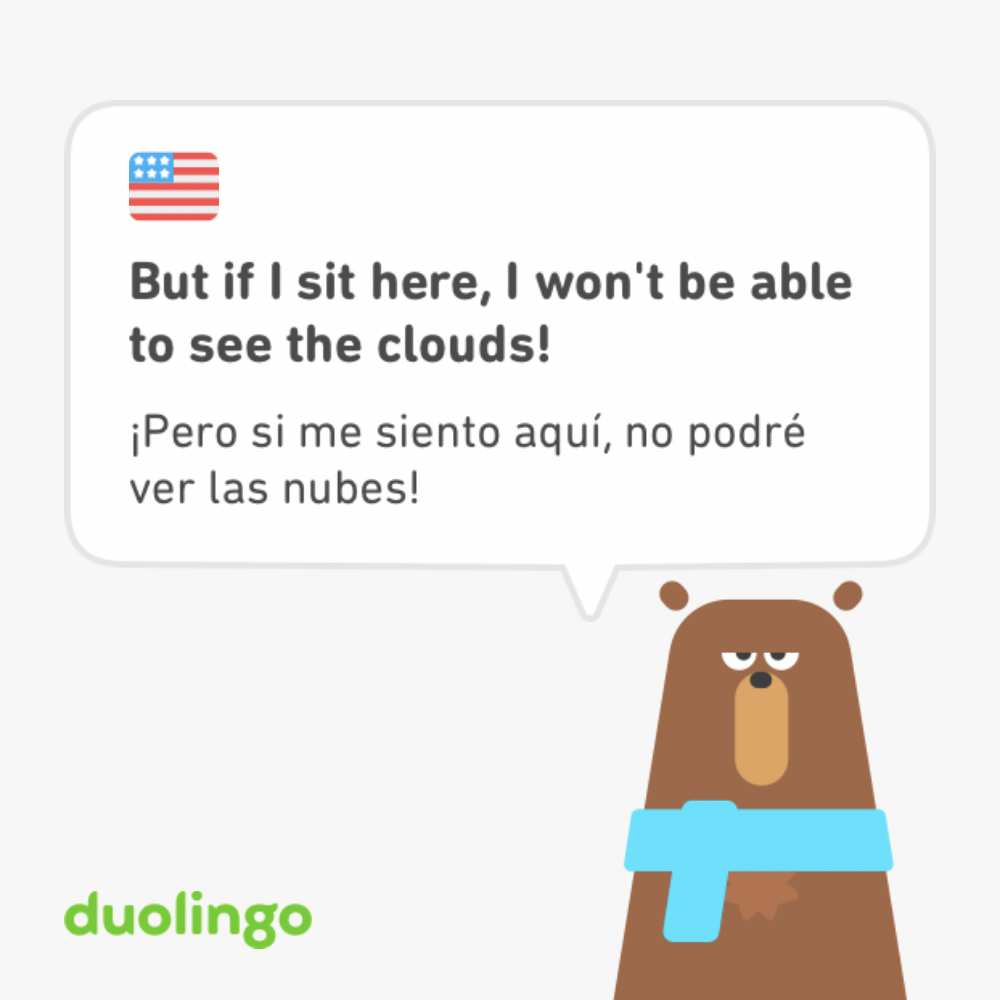 But if I sit here, I won't be able
to see the clouds!
¡Pero si me siento aquí, no podré
ver las nubes!
duolingo